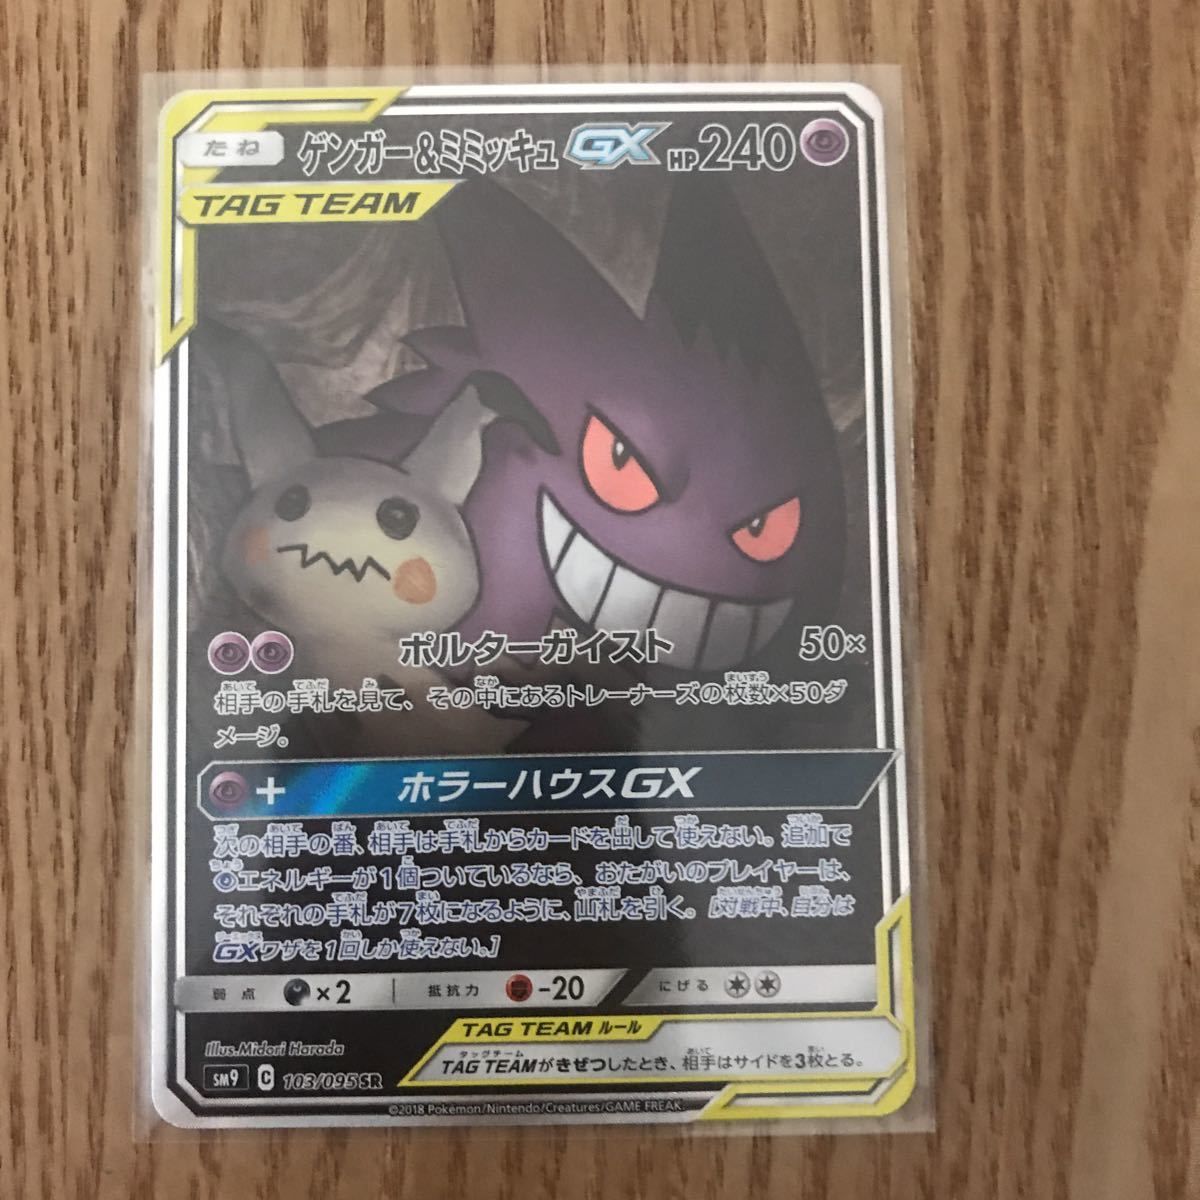 たね ゲンガー&ミミッキュGX HP240
TAG TEAM
ポルターガイスト 50×
相手の手札を見て、その中にあるトレーナーズの枚数×50ダ
メージ。
+ ホラーハウスGX
次の相手の番、相手は手札からカードを出して使えない。追加で
エネルギーが1個ついているなら、おたがいのプレイヤーは、
それぞれの手札が7枚になるように、山札を引く。[対戦中、自分は
GXワザを1回しか使えない。]
弱点 ×2 抵抗力 -20 にげる
TAG TEAM ルール
TAG TEAMがきぜつしたとき、相手はサイドを3枚とる。
Illus.Midori Harada
SM9 C 103/095 SR
©2018 Pokémon/Nintendo/Creatures/GAME FREAK.